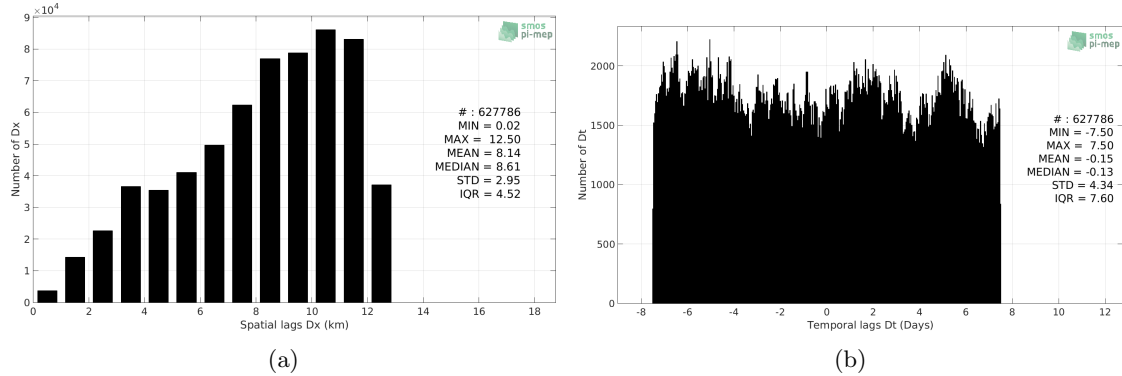 ×10⁴
9
8
7
6
5
4
3
2
1
0
Number of Dx
0 2 4 6 8 10 12 14 16 18
Spatial lags Dx (km)
smos
pi-mep
# : 627786
MIN = 0.02
MAX = 12.50
MEAN = 8.14
MEDIAN = 8.61
STD = 2.95
IQR = 4.52
(a)
2000
1500
1000
500
0
Number of Dt
-8 -6 -4 -2 0 2 4 6 8 10 12
Temporal lags Dt (Days)
smos
pi-mep
# : 627786
MIN = -7.50
MAX = 7.50
MEAN = -0.15
MEDIAN = -0.13
STD = 4.34
IQR = 7.60
(b)